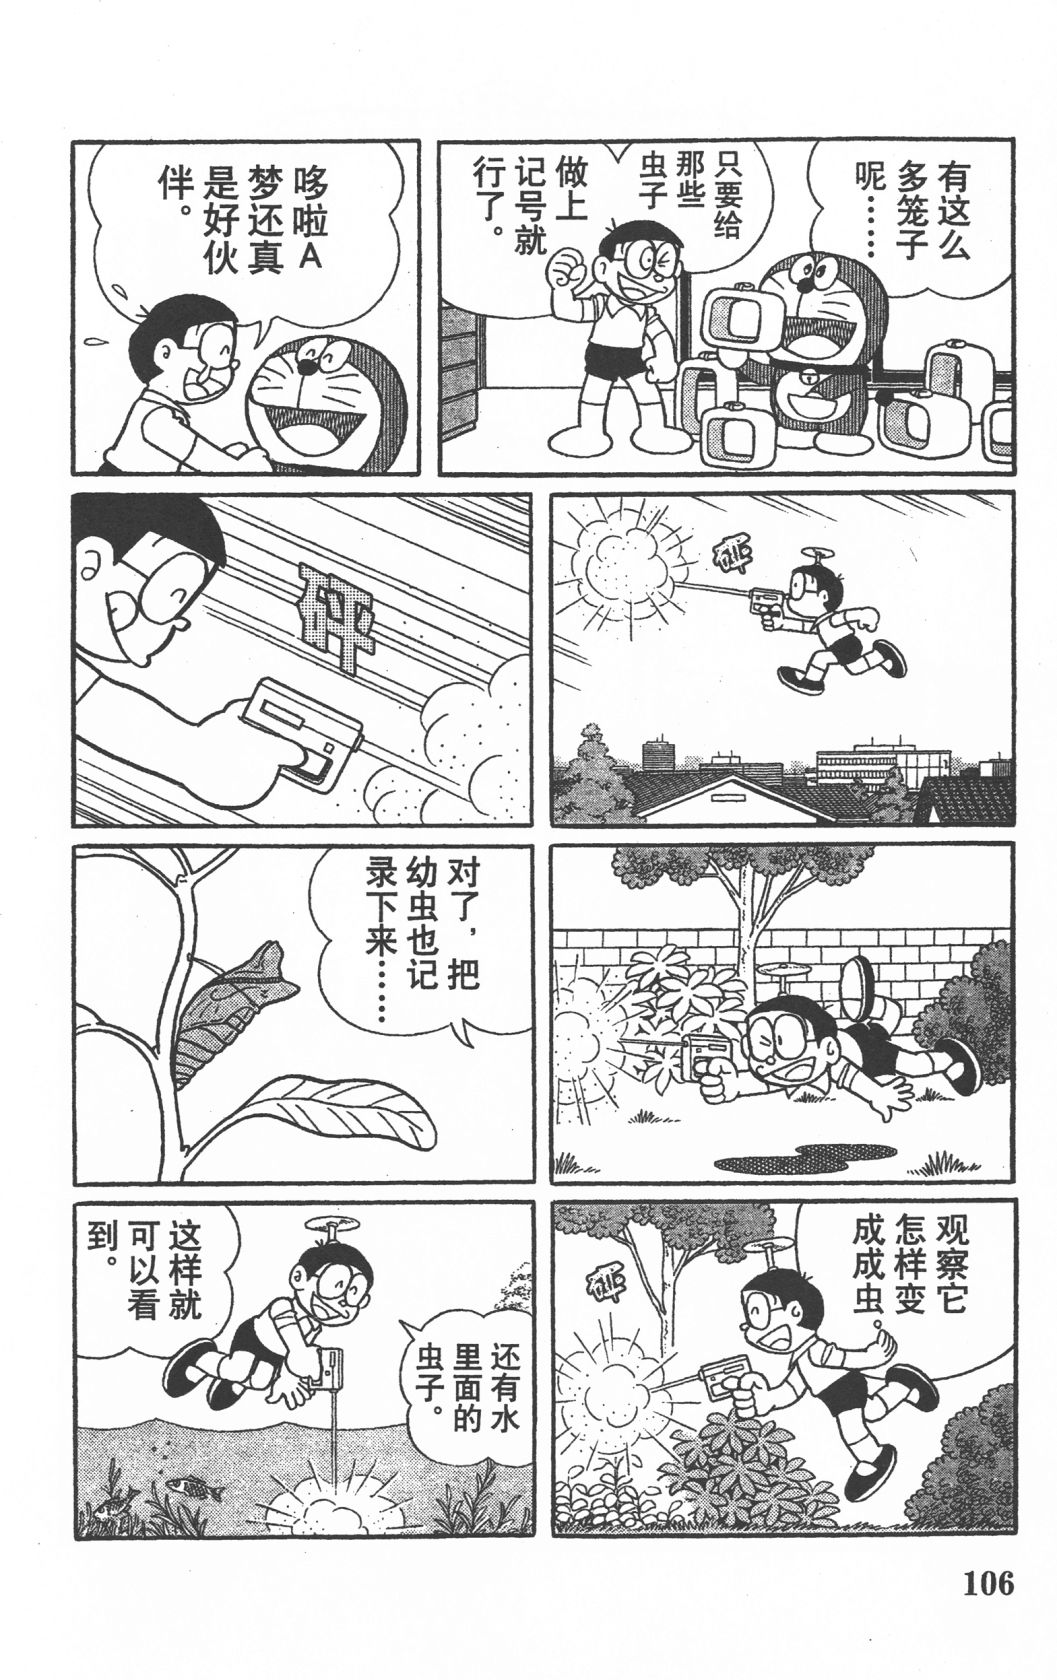 有这么
多笼子
呢……
只要给
那些
虫子
做上
记号就
行了。
哆啦A
梦还真
是好伙
伴。
砰
砰
对了，把
幼虫也记
录下来……
观察它
怎样变
成成虫。
砰
还有水
里面的
虫子。
这样就
可以看
到。
106